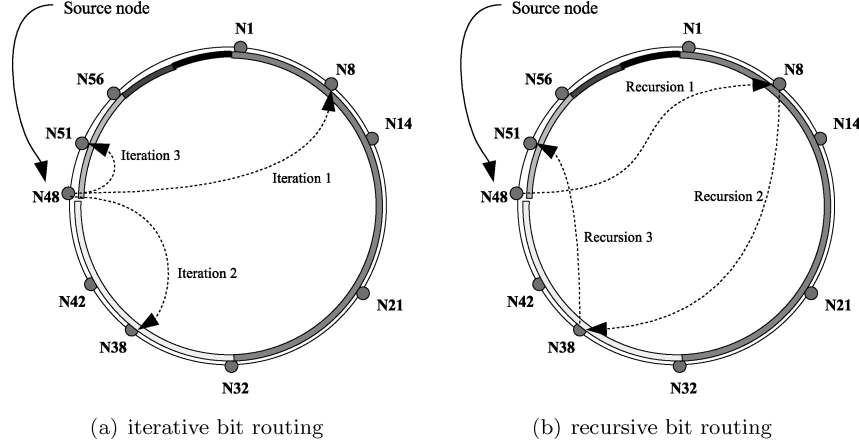 Source node
N1
N8
N14
N21
N32
N38
N42
N48
N51
N56
Iteration 3
Iteration 1
Iteration 2
(a) iterative bit routing
Source node
N1
N8
N14
N21
N32
N38
N42
N48
N51
N56
Recursion 1
Recursion 2
Recursion 3
(b) recursive bit routing